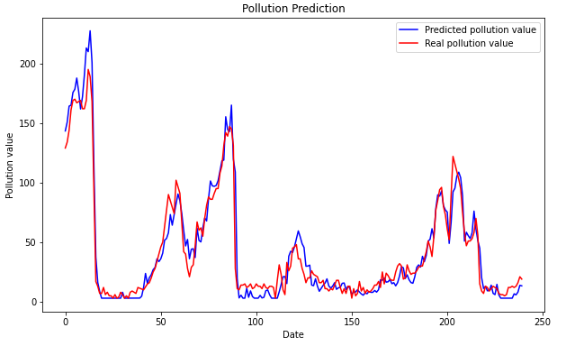 Pollution Prediction
Predicted pollution value
Real pollution value
Pollution value
200
150
100
50
0
0
50
100
150
200
250
Date